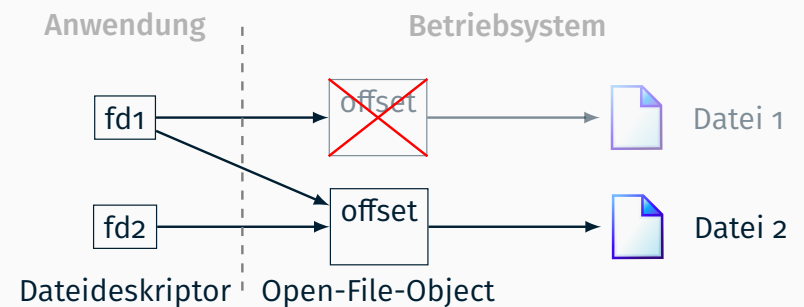 Anwendung Betriebsystem
fd1 offset Datei 1
fd2 offset Datei 2
Dateideskriptor Open-File-Object